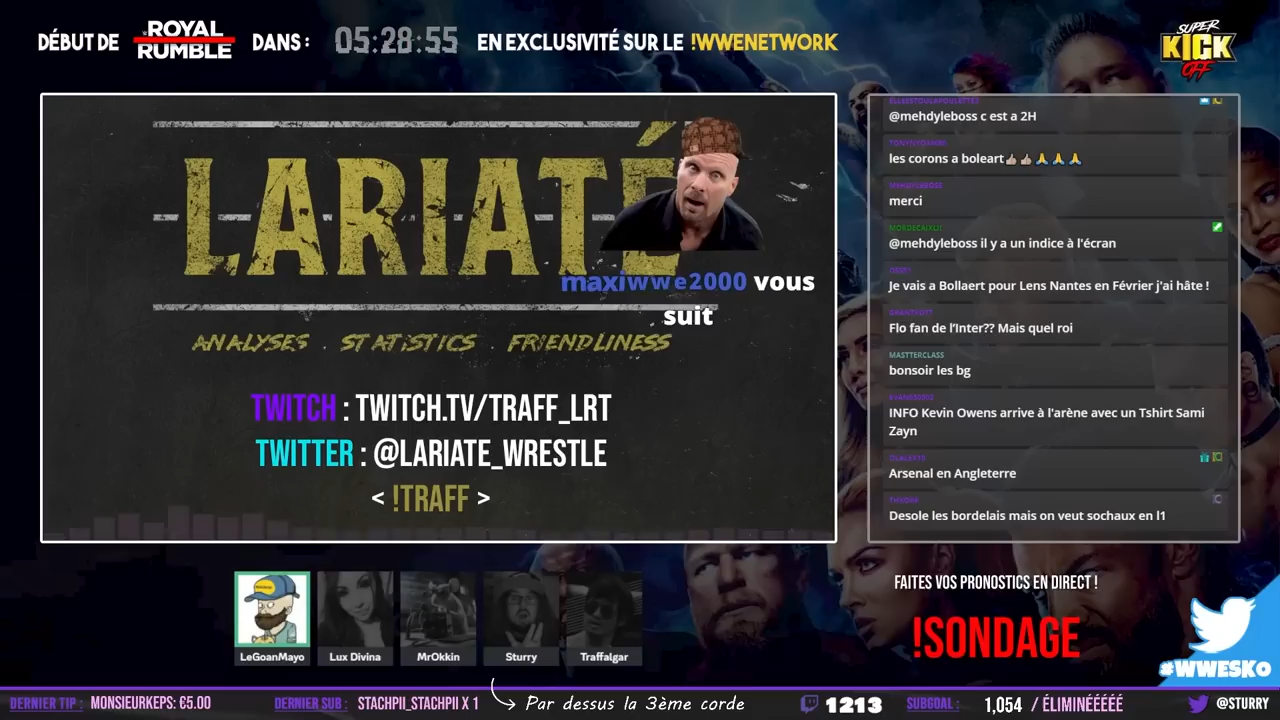 DÉBUT DE ROYAL RUMBLE DANS : 05:28:55 EN EXCLUSIVITÉ SUR LE !WWENETWORK
SUPER KICK OFF
LARIATÉ
maxiwwe2000 vous
suit
ANALYSES . STATISTICS . FRIENDLINESS
TWITCH : TWITCH.TV/TRAFF_LRT
TWITTER : @LARIATE_WRESTLE
< !TRAFF >
@mehdyleboss c est a 2H
les corons a boleart👍👍🙏🙏🙏
merci
@mehdyleboss il y a un indice à l'écran
Je vais a Bollaert pour Lens Nantes en Février j'ai hâte !
Flo fan de l'Inter?? Mais quel roi
MASTTERCLASS
bonsoir les bg
INFO Kevin Owens arrive à l'arène avec un Tshirt Sami
Zayn
Arsenal en Angleterre
Desole les bordelais mais on veut sochaux en l1
LeGoanMayo
Lux Divina
MrOkkin
Sturry
Traffalgar
FAITES VOS PRONOSTICS EN DIRECT !
!SONDAGE
#WWESKO
DERNIER TIP : MONSIEURKEPS: €5.00
DERNIER SUB : STACHPII_STACHPII X 1
Par dessus la 3ème corde
1213
SUBGOAL : 1,054 / ÉLIMINÉÉÉÉÉ
@STURRY